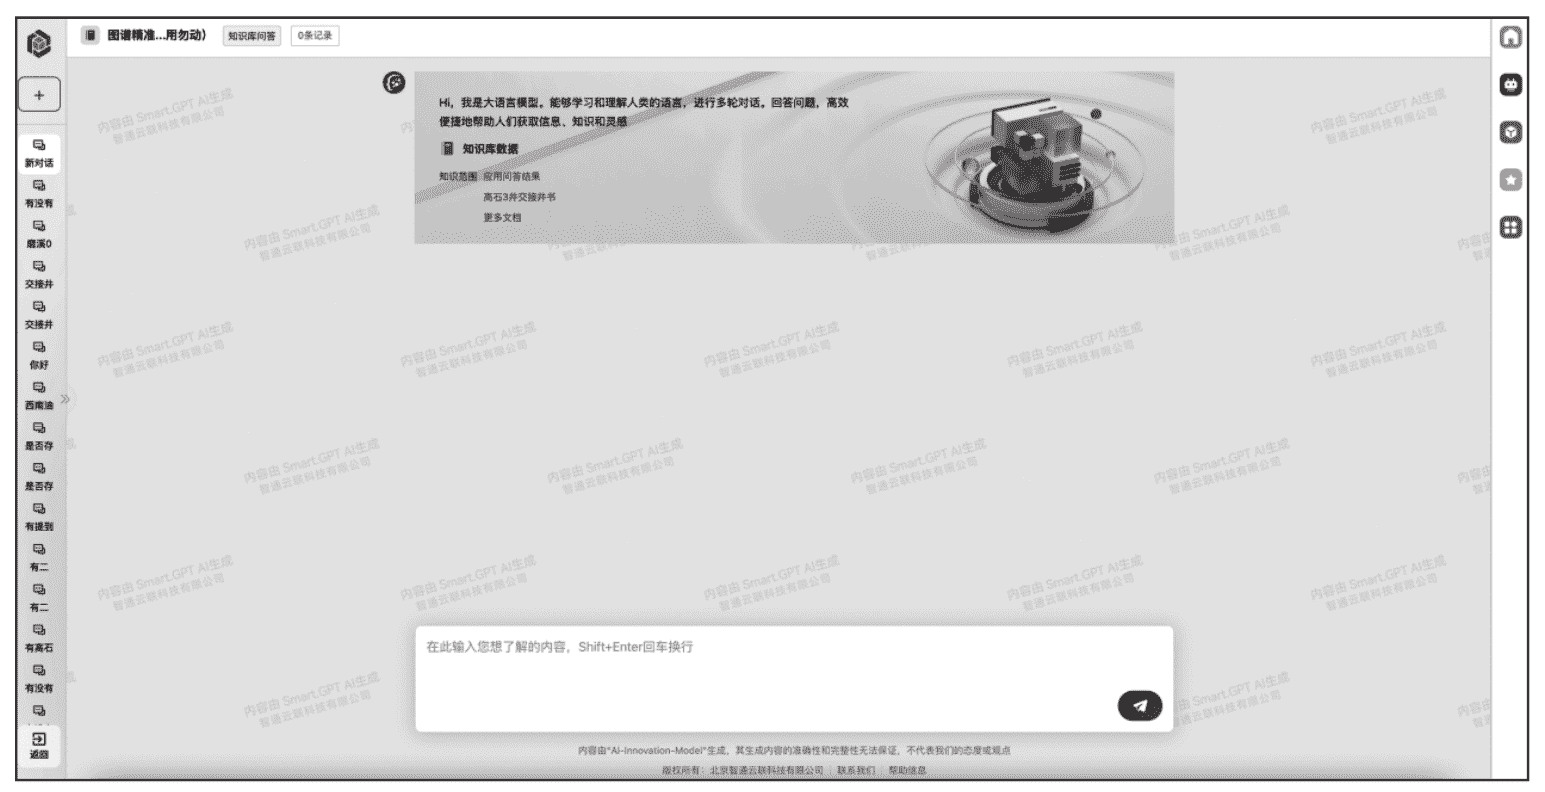 图谱精准...用勿动） 知识库问答 0条记录
+
新对话
有没有
磨溪0
交接井
交接井
你好
西南油
是否存
是否存
有提到
有二
有二
有高石
有没有
返回
Hi，我是大语言模型。能够学习和理解人类的语言，进行多轮对话。回答问题，高效
便捷地帮助人们获取信息、知识和灵感
知识库数据
知识范围 应用问答结果
高石3井交接井书
更多文档
内容由 Smart.GPT AI生成
智通云联科技有限公司
在此输入您想了解的内容，Shift+Enter回车换行
内容由"AI-Innovation-Model"生成，其生成内容的准确性和完整性无法保证，不代表我们的态度或观点
版权所有：北京智通云联科技有限公司 | 联系我们 | 帮助信息